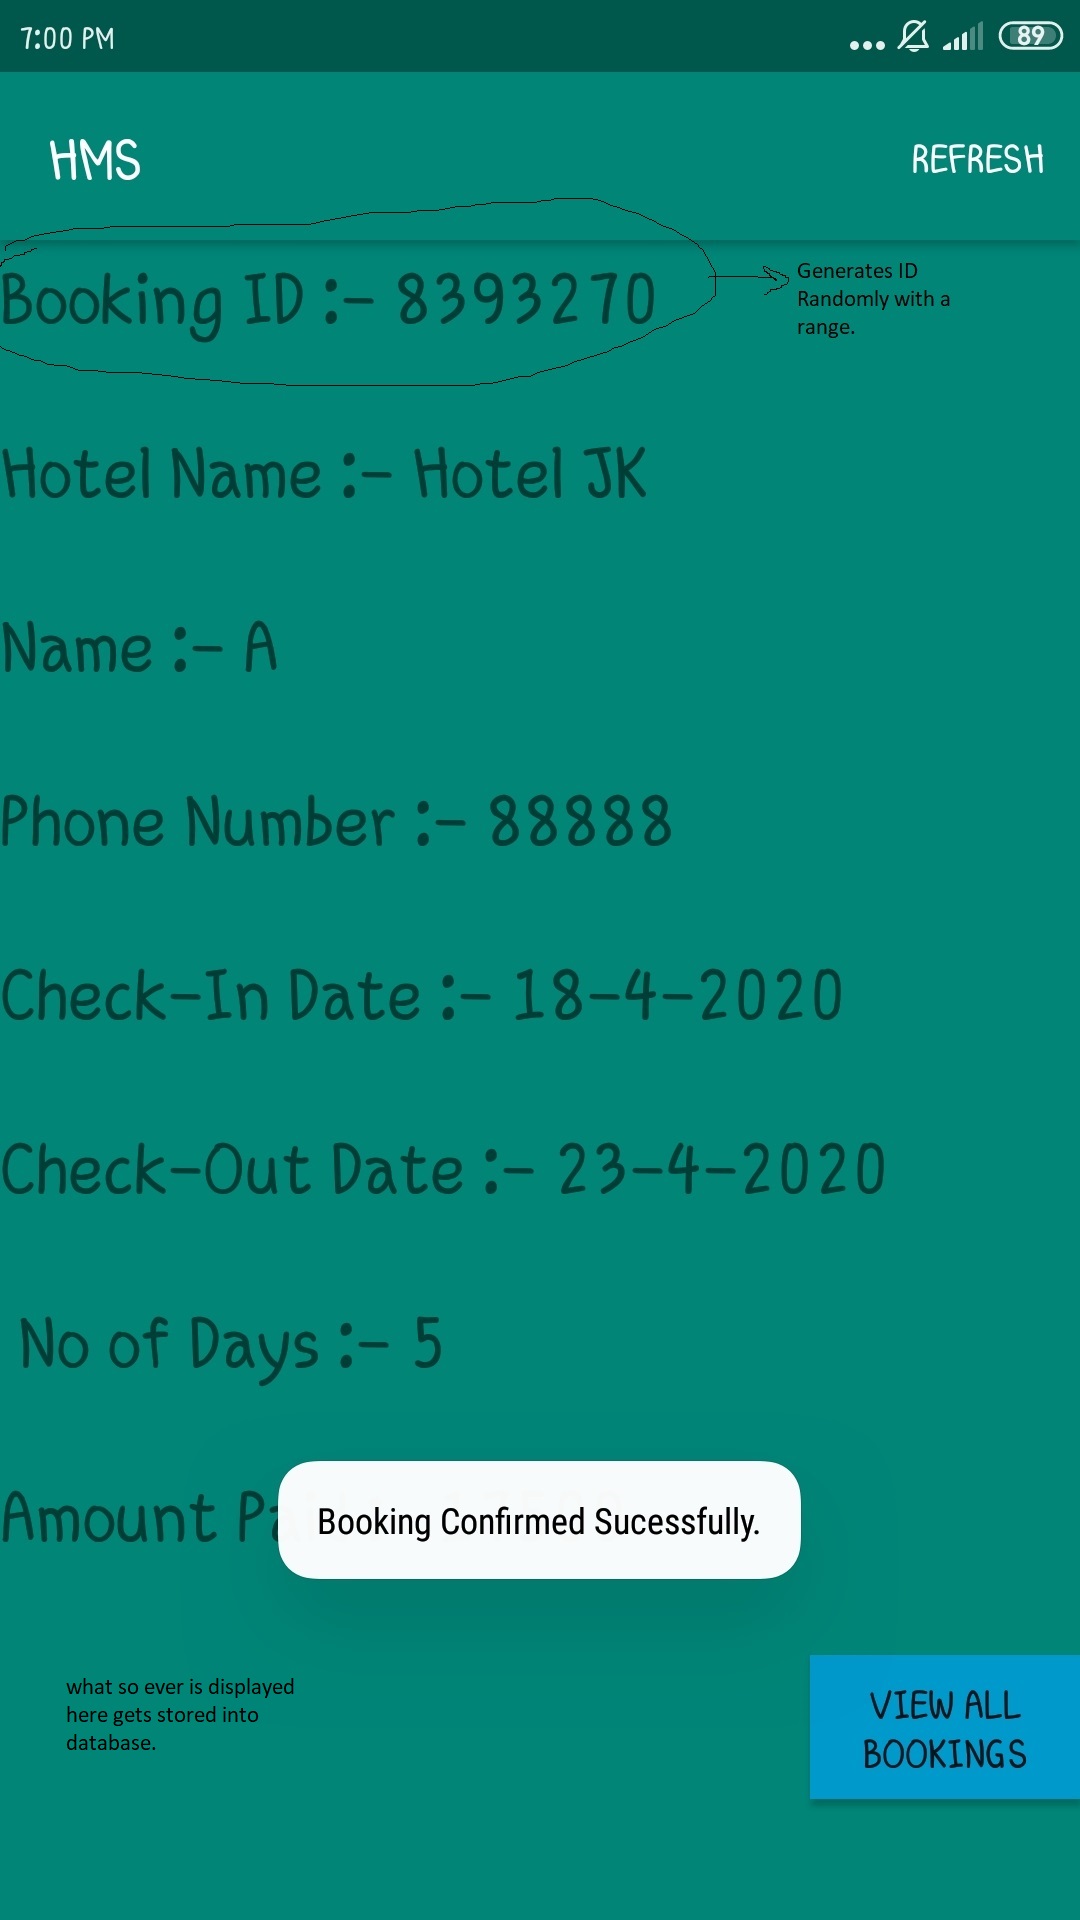 7:00 PM
89
HMS
REFRESH
Booking ID :- 8393270
Generates ID
Randomly with a
range.
Hotel Name :- Hotel JK
Name :- A
Phone Number :- 88888
Check-In Date :- 18-4-2020
Check-Out Date :- 23-4-2020
No of Days :- 5
Amount
Booking Confirmed Sucessfully.
what so ever is displayed
here gets stored into
database.
VIEW ALL
BOOKINGS